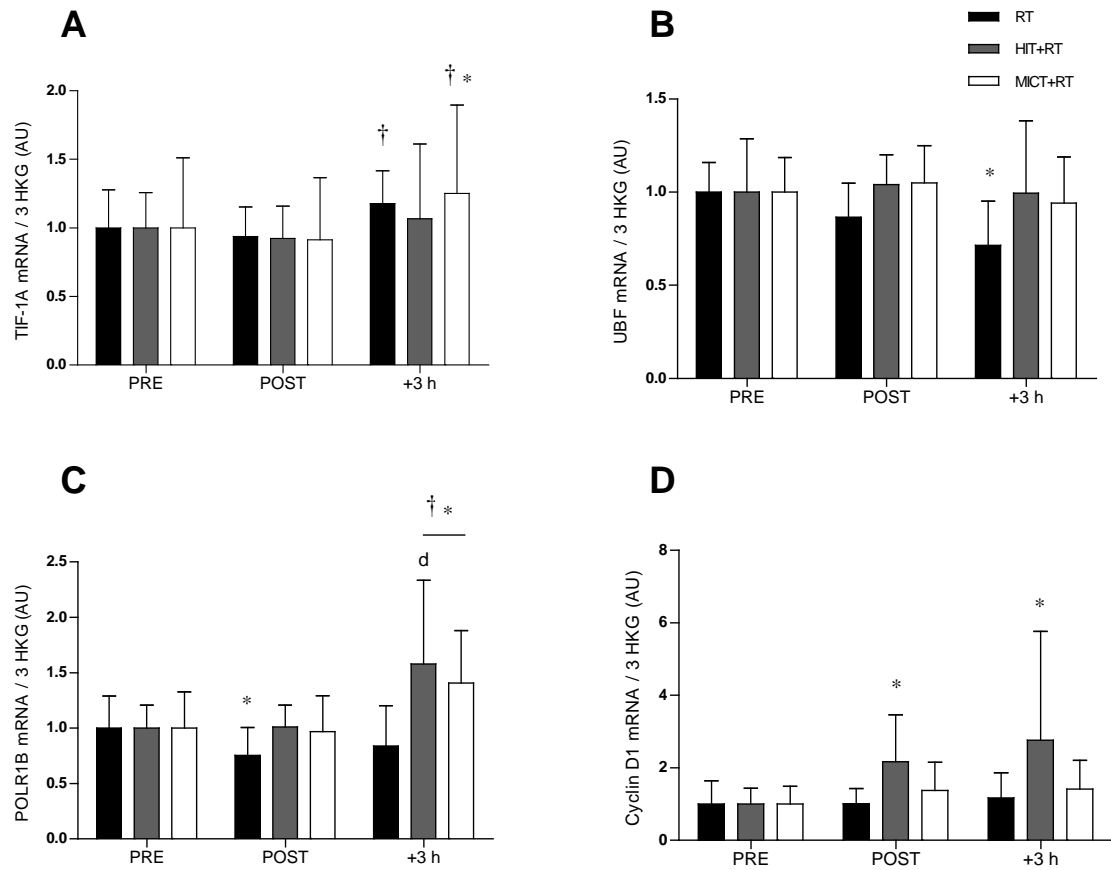 A
TIF-1A mRNA / 3 HKG (AU)
2.0
1.5
1.0
0.5
0.0
†
† *
PRE POST +3 h
B
RT
HIT+RT
MICT+RT
UBF mRNA / 3 HKG (AU)
1.5
1.0
0.5
0.0
*
PRE POST +3 h
C
POLR1B mRNA / 3 HKG (AU)
2.5
2.0
1.5
1.0
0.5
0.0
*
† *
d
PRE POST +3 h
D
Cyclin D1 mRNA / 3 HKG (AU)
8
6
4
2
0
*
*
PRE POST +3 h